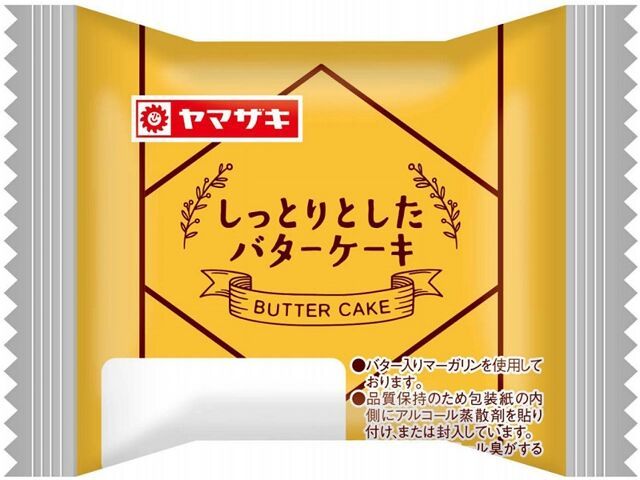 ヤマザキ
しっとりとした
バターケーキ
BUTTER CAKE
●バター入りマーガリンを使用して
おります。
●品質保持のため包装紙の内
側にアルコール蒸散剤を貼り
付け、または封入しています。
ール臭がする